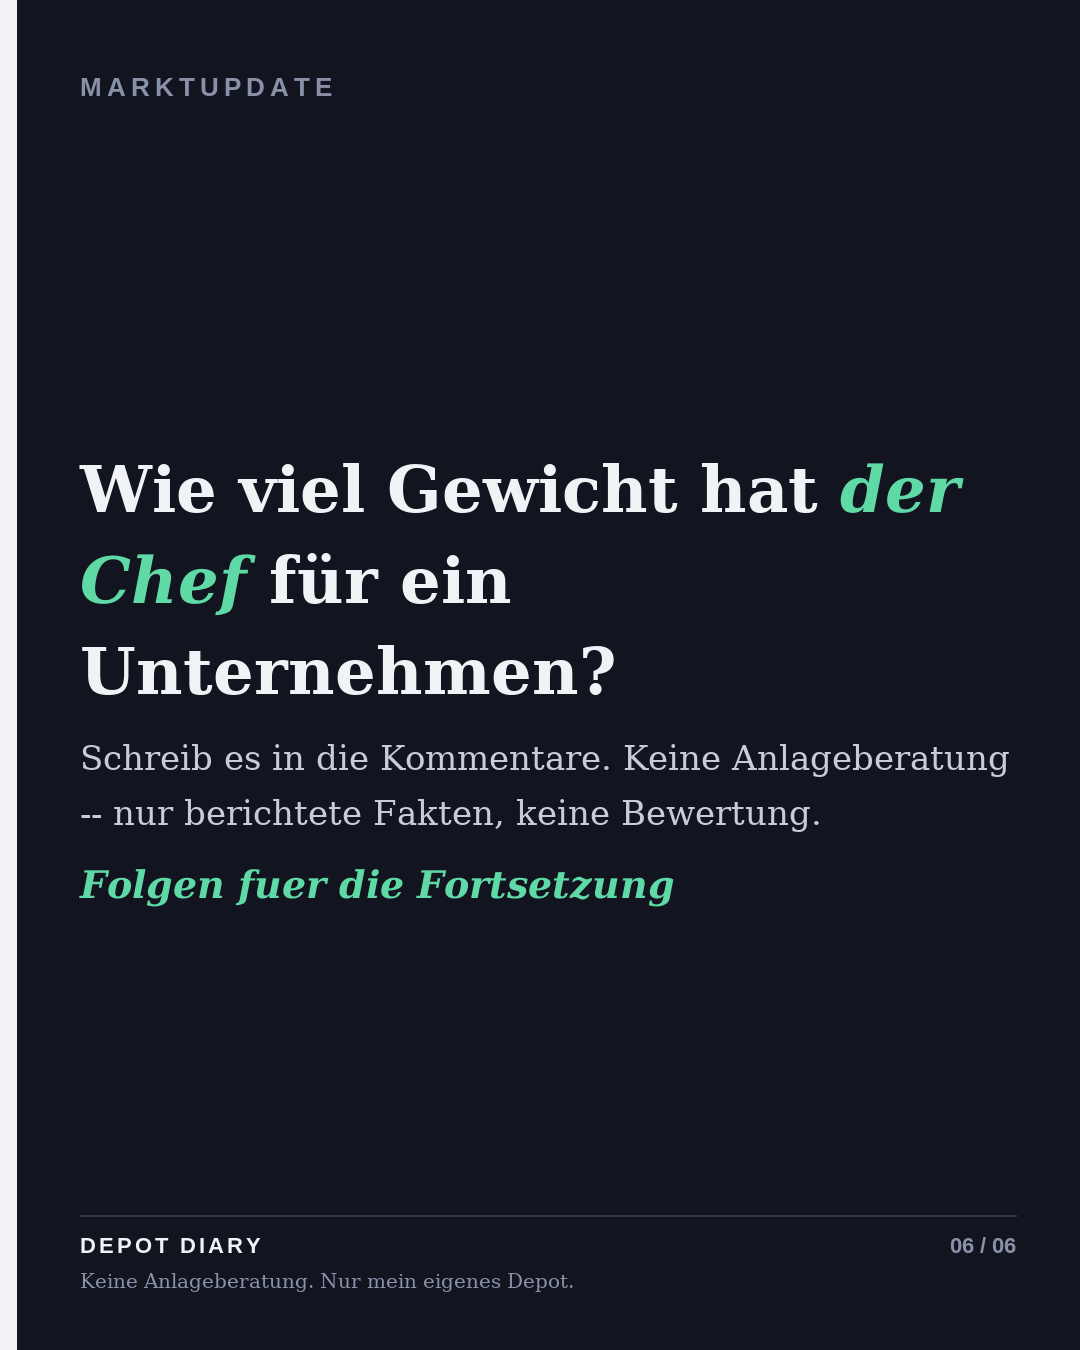 MARKTUPDATE
Wie viel Gewicht hat der
Chef für ein
Unternehmen?
Schreib es in die Kommentare. Keine Anlageberatung
-- nur berichtete Fakten, keine Bewertung.
Folgen fuer die Fortsetzung
DEPOT DIARY
06 / 06
Keine Anlageberatung. Nur mein eigenes Depot.